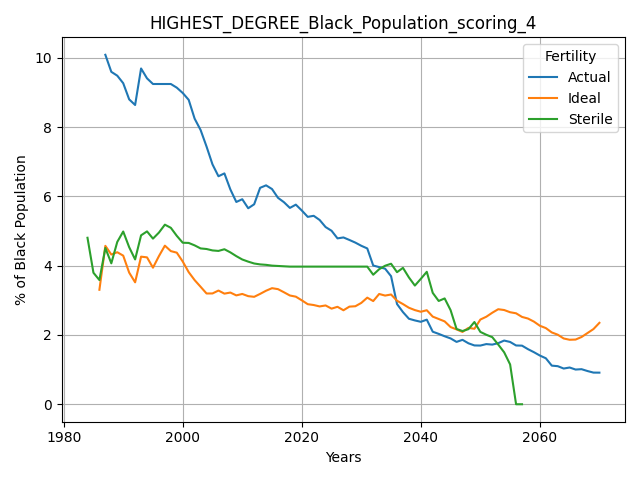 HIGHEST_DEGREE_Black_Population_scoring_4
Fertility
Actual
Ideal
Sterile
% of Black Population
10
8
6
4
2
0
1980
2000
2020
2040
2060
Years